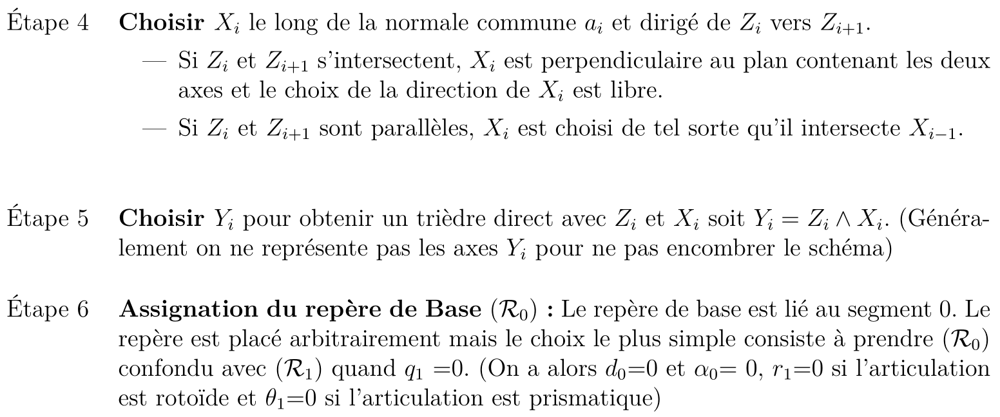 Étape 4 Choisir $X_i$ le long de la normale commune $a_i$ et dirigé de $Z_i$ vers $Z_{i+1}$.
— Si $Z_i$ et $Z_{i+1}$ s'intersectent, $X_i$ est perpendiculaire au plan contenant les deux
axes et le choix de la direction de $X_i$ est libre.
— Si $Z_i$ et $Z_{i+1}$ sont parallèles, $X_i$ est choisi de tel sorte qu'il intersecte $X_{i-1}$.
Étape 5 Choisir $Y_i$ pour obtenir un trièdre direct avec $Z_i$ et $X_i$ soit $Y_i = Z_i \wedge X_i$. (Généra-
lement on ne représente pas les axes $Y_i$ pour ne pas encombrer le schéma)
Étape 6 Assignation du repère de Base ($\mathcal{R}_0$) : Le repère de base est lié au segment 0. Le
repère est placé arbitrairement mais le choix le plus simple consiste à prendre ($\mathcal{R}_0$)
confondu avec ($\mathcal{R}_1$) quand $q_1$ =0. (On a alors $d_0$=0 et $\alpha_0$= 0, $r_1$=0 si l'articulation
est rotoïde et $\theta_1$=0 si l'articulation est prismatique)